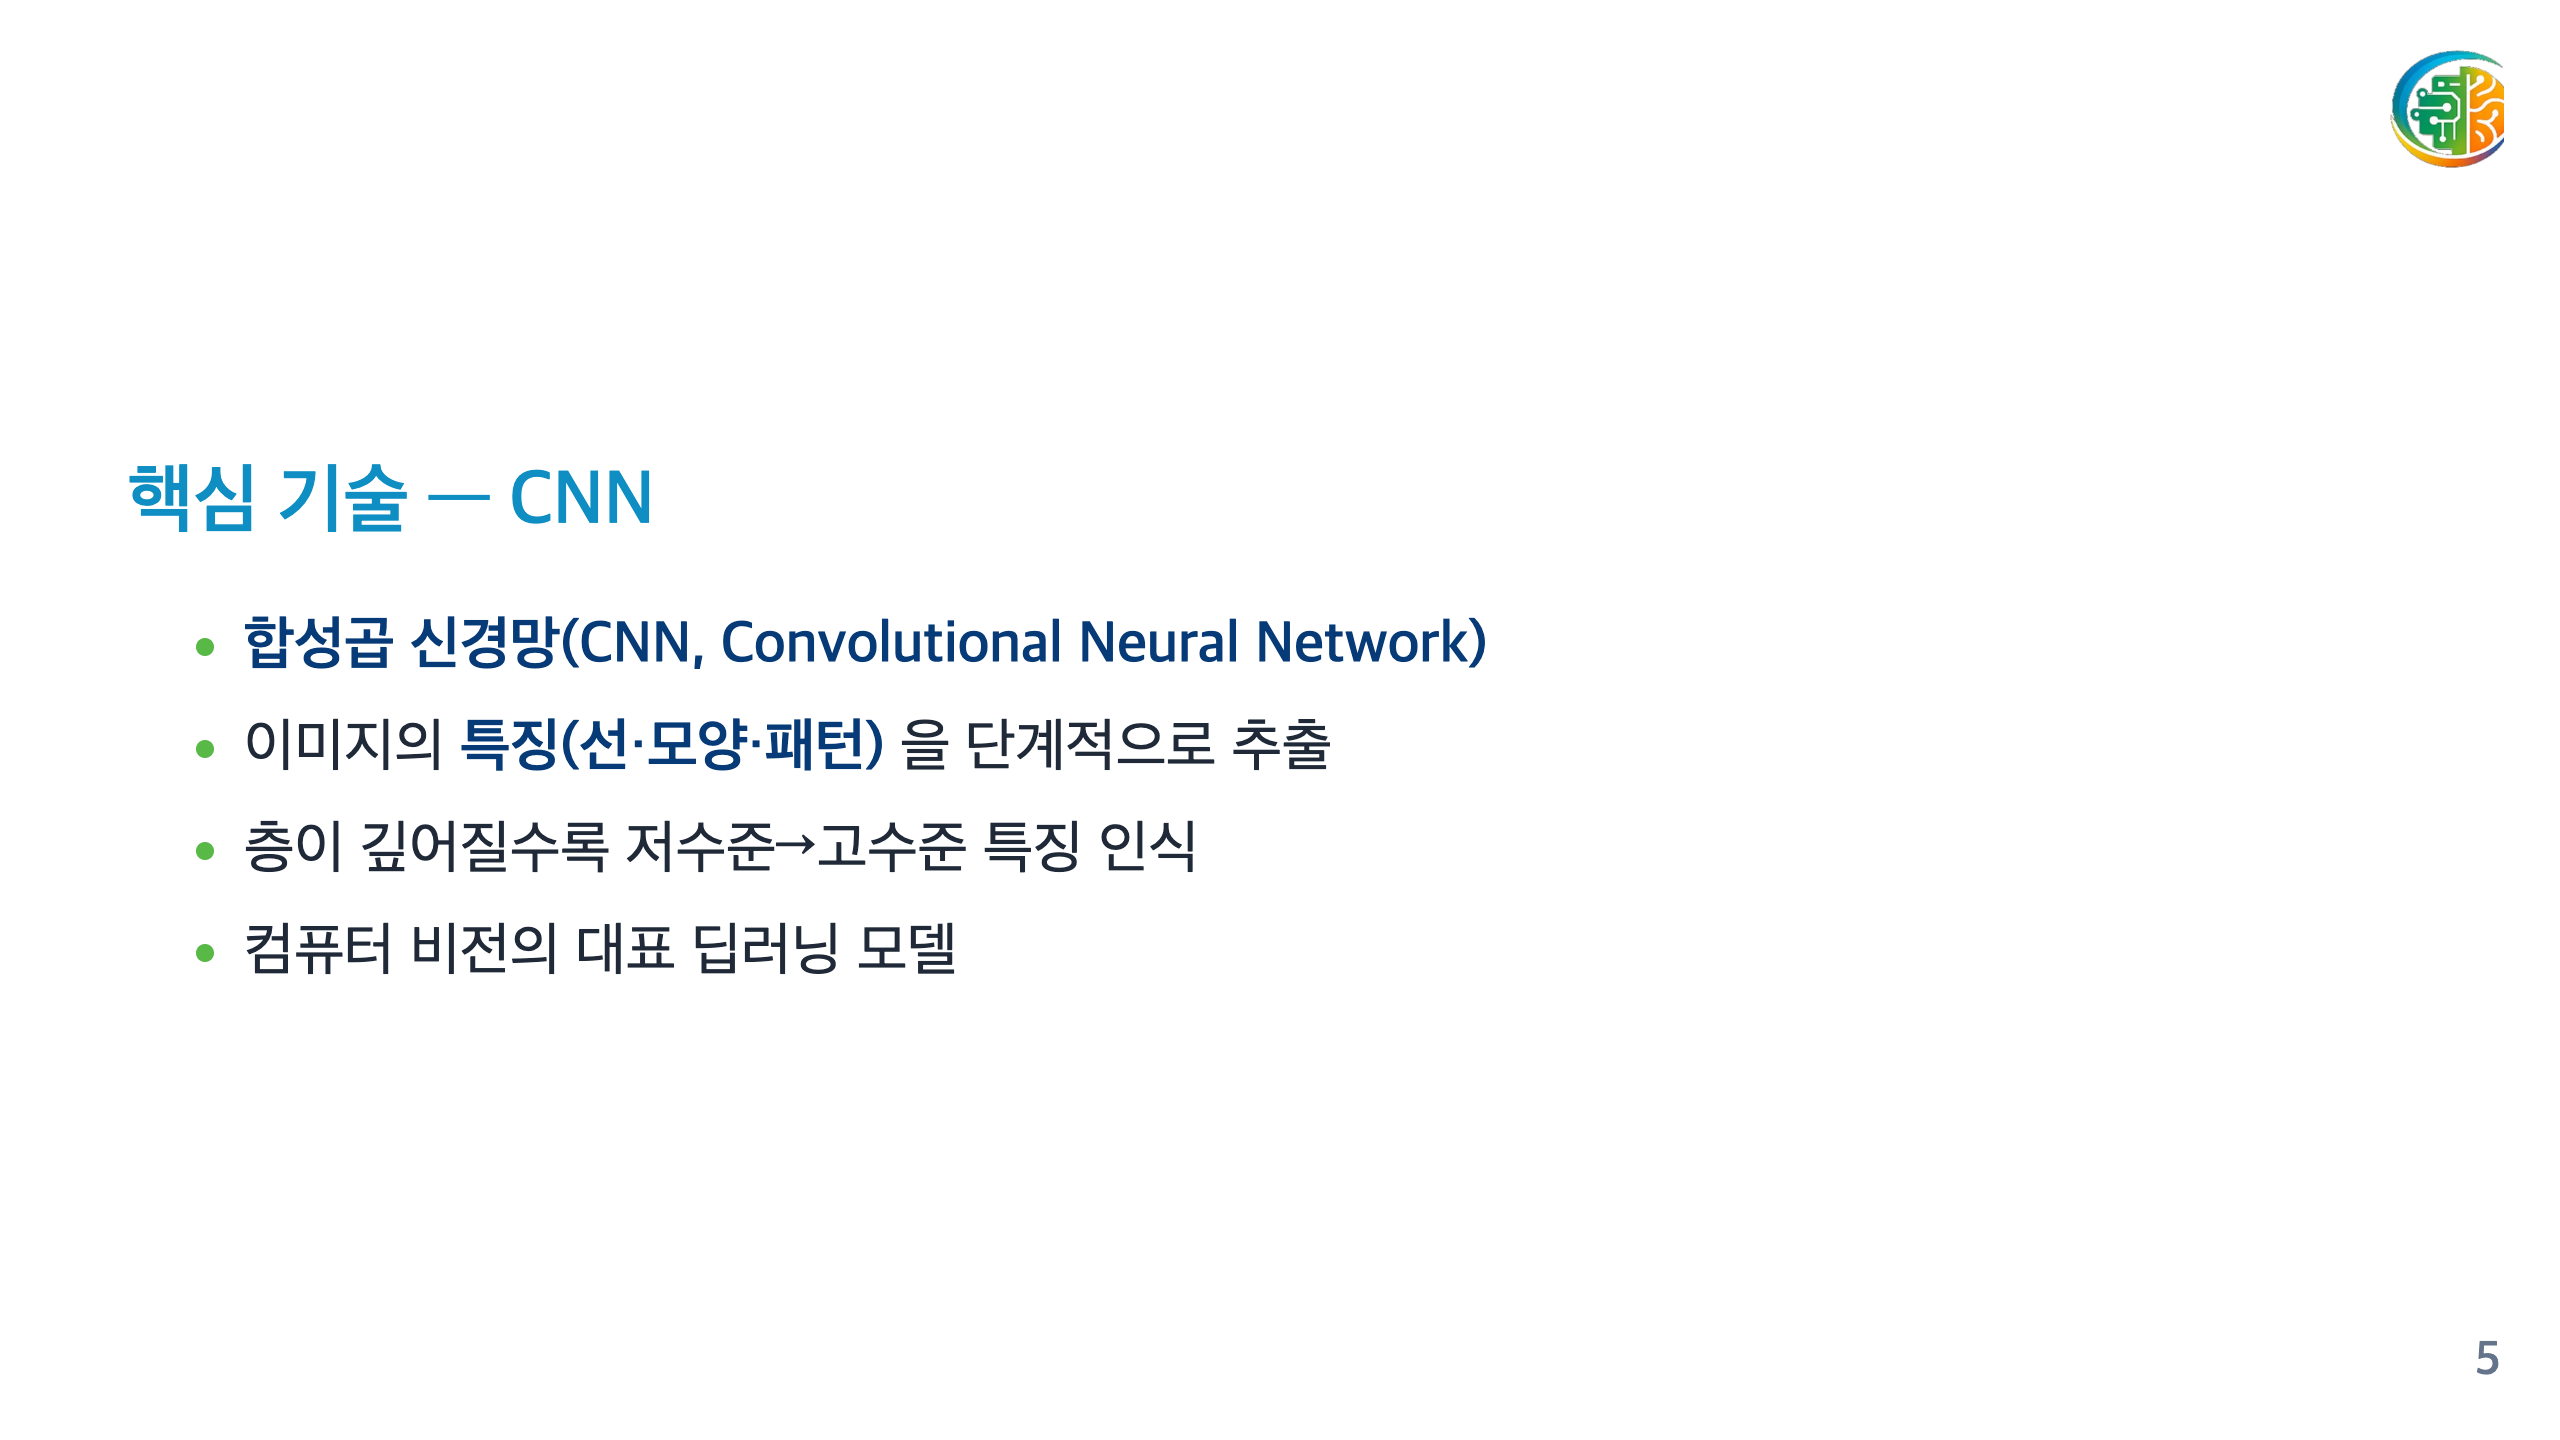 핵심 기술 — CNN
합성곱 신경망(CNN, Convolutional Neural Network)
이미지의 특징(선·모양·패턴) 을 단계적으로 추출
층이 깊어질수록 저수준→고수준 특징 인식
컴퓨터 비전의 대표 딥러닝 모델
5